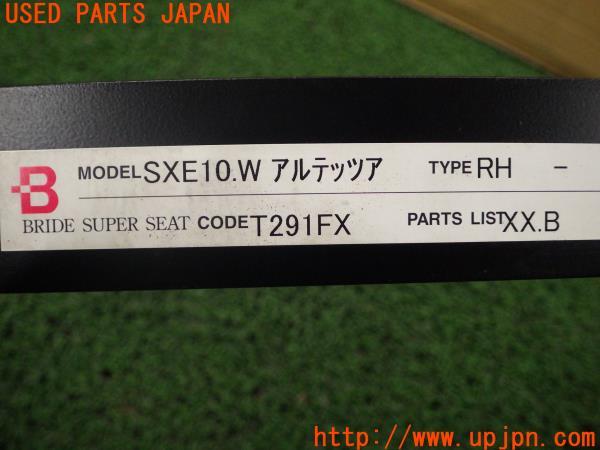 USED PARTS JAPAN
MODEL SXE10.W アルテッツア TYPE RH -
B
BRIDE SUPER SEAT CODE T291FX PARTS LIST XX.B
http://www.upjpn.com